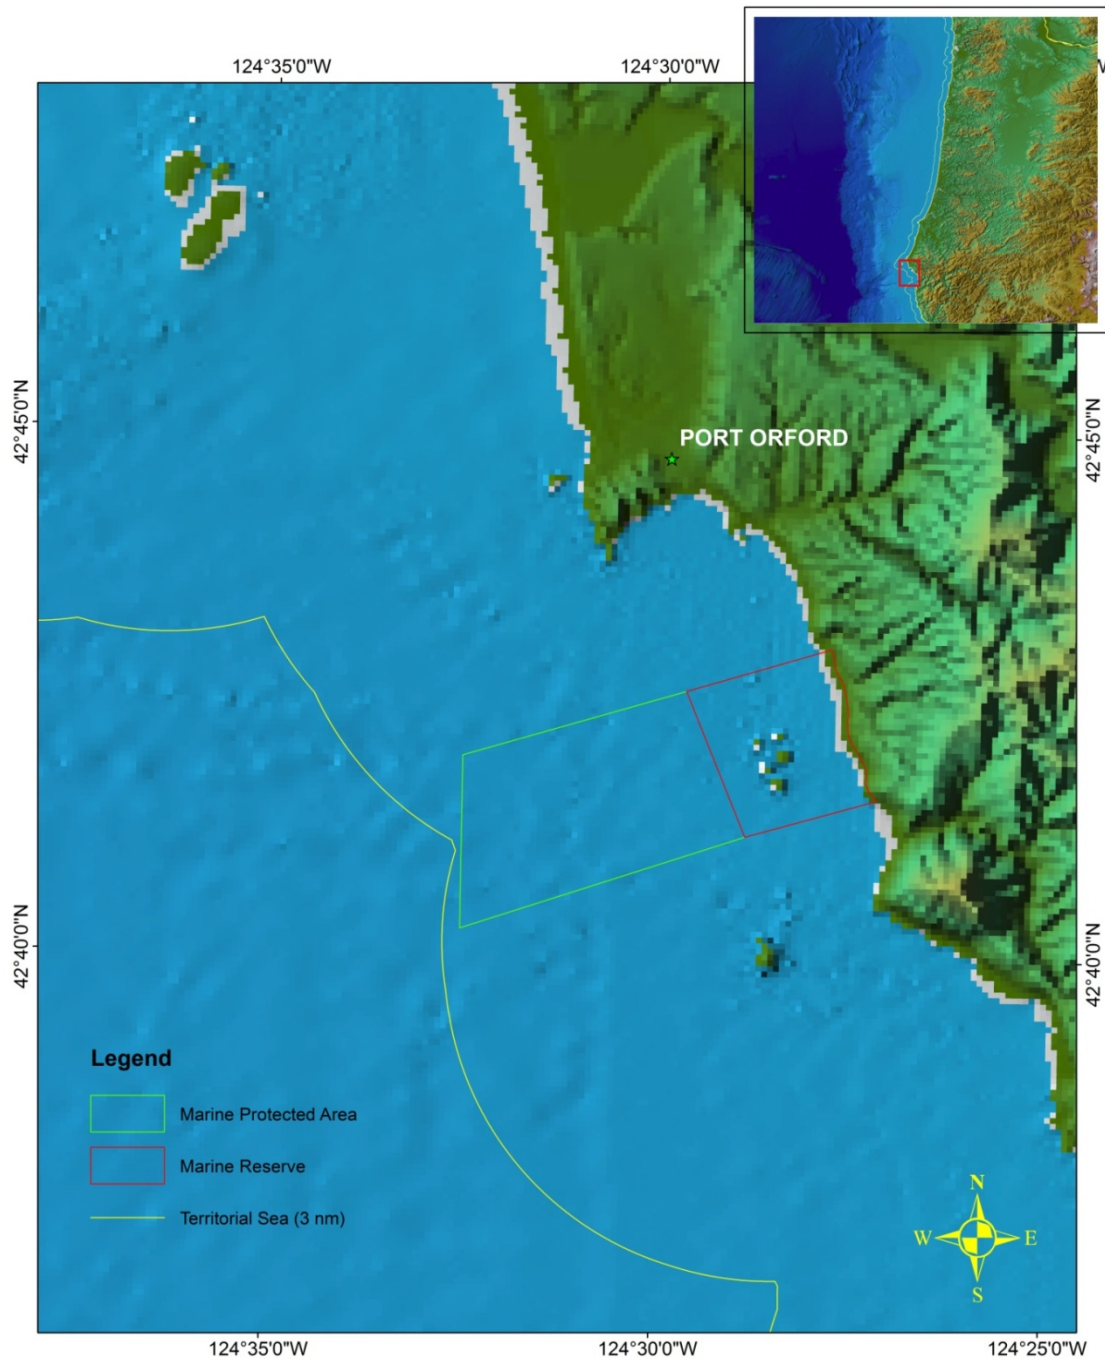 124°35'0"W
124°30'0"W
W
42°45'0"N
42°45'0"N
PORT ORFORD
42°40'0"N
42°40'0"N
Legend
Marine Protected Area
Marine Reserve
Territorial Sea (3 nm)
N
W
E
S
124°35'0"W
124°30'0"W
124°25'0"W